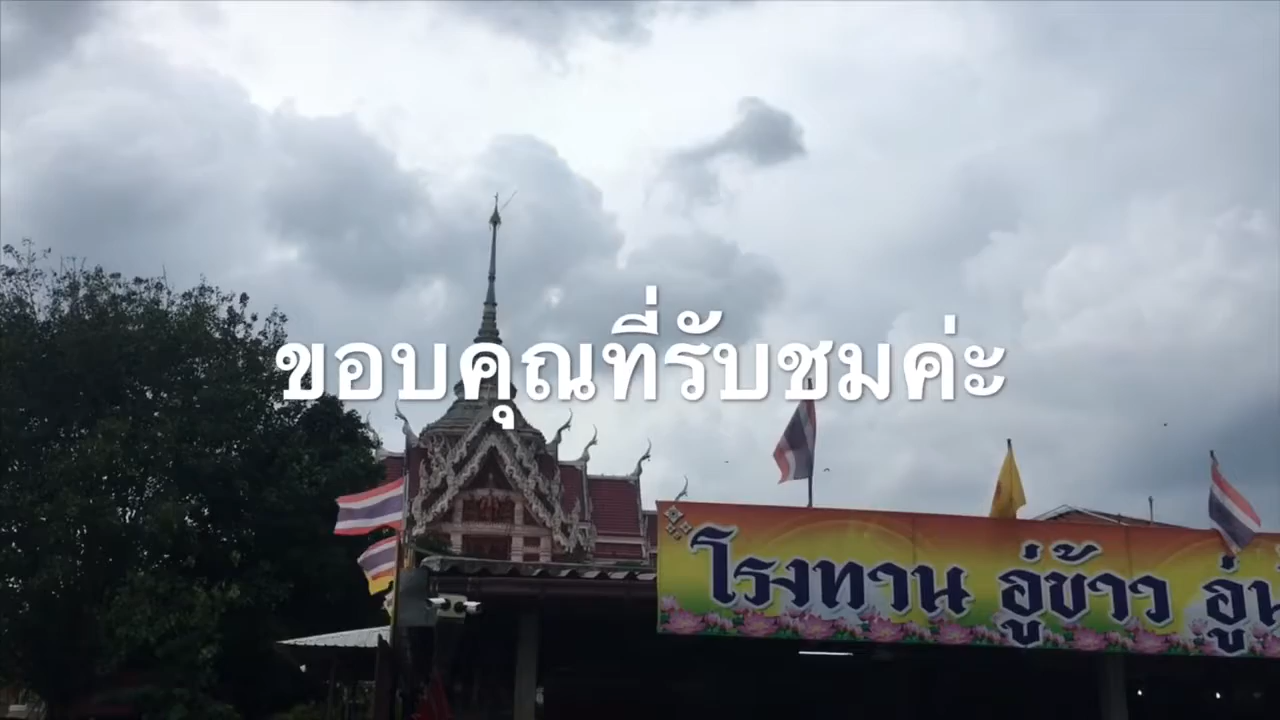 ขอบคุณที่รับชมค่ะ
โรงทาน อู่ข้าว